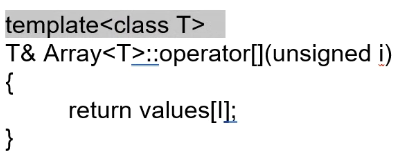 template<class T>
T& Array<T>::operator[](unsigned i)
{
return values[I];
}